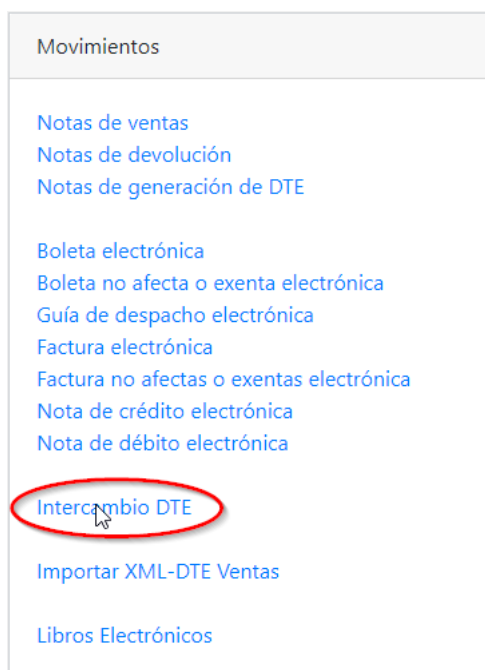 Movimientos
Notas de ventas
Notas de devolución
Notas de generación de DTE
Boleta electrónica
Boleta no afecta o exenta electrónica
Guía de despacho electrónica
Factura electrónica
Factura no afectas o exentas electrónica
Nota de crédito electrónica
Nota de débito electrónica
Intercambio DTE
Importar XML-DTE Ventas
Libros Electrónicos